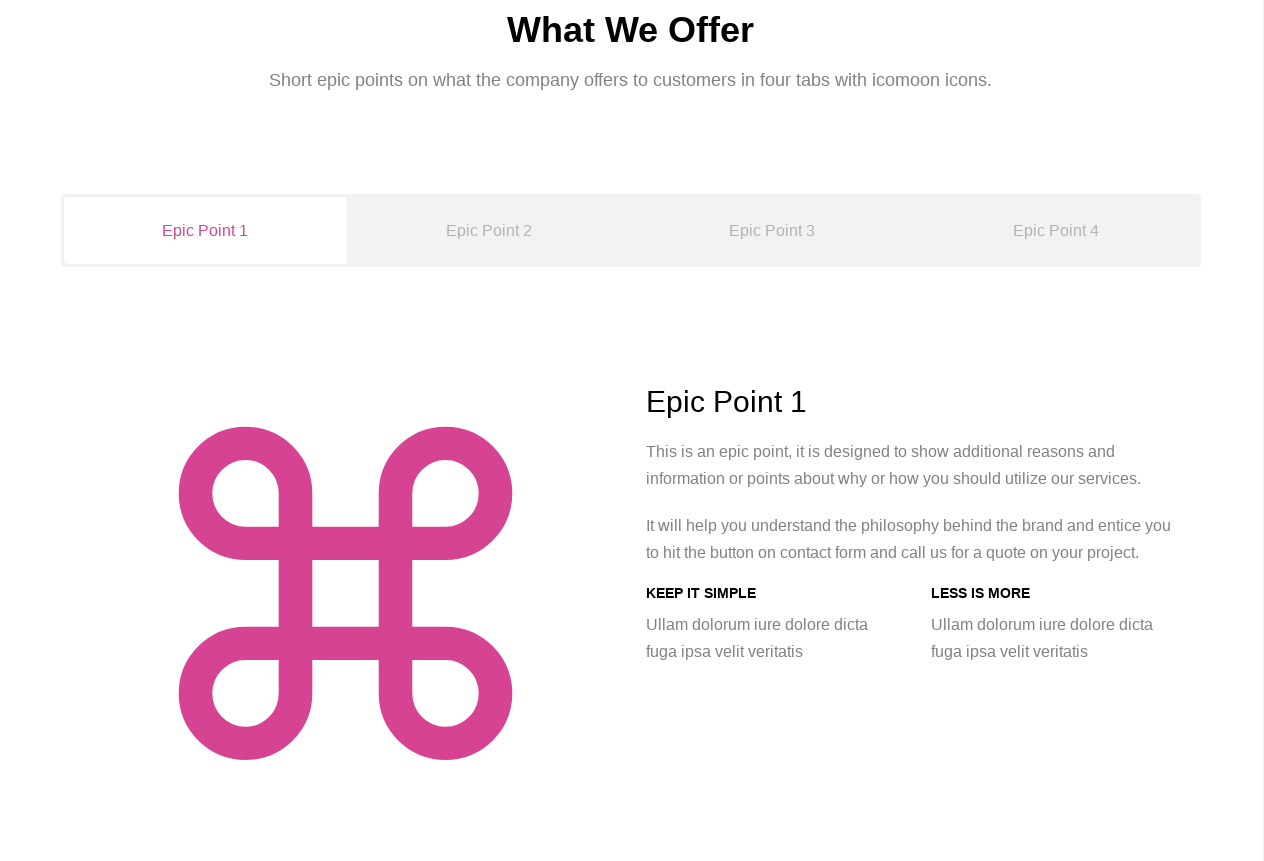 What We Offer
Short epic points on what the company offers to customers in four tabs with icomoon icons.
Epic Point 1
Epic Point 2
Epic Point 3
Epic Point 4
Epic Point 1
This is an epic point, it is designed to show additional reasons and
information or points about why or how you should utilize our services.
It will help you understand the philosophy behind the brand and entice you
to hit the button on contact form and call us for a quote on your project.
KEEP IT SIMPLE
Ullam dolorum iure dolore dicta
fuga ipsa velit veritatis
LESS IS MORE
Ullam dolorum iure dolore dicta
fuga ipsa velit veritatis